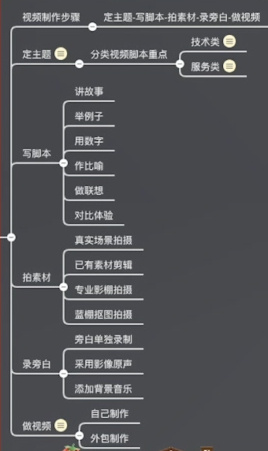 视频制作步骤
定主题-写脚本-拍素材-录旁白-做视频
定主题
分类视频脚本重点
技术类
服务类
写脚本
讲故事
举例子
用数字
作比喻
做联想
对比体验
拍素材
真实场景拍摄
已有素材剪辑
专业影棚拍摄
蓝棚抠图拍摄
录旁白
旁白单独录制
采用影像原声
添加背景音乐
做视频
自己制作
外包制作